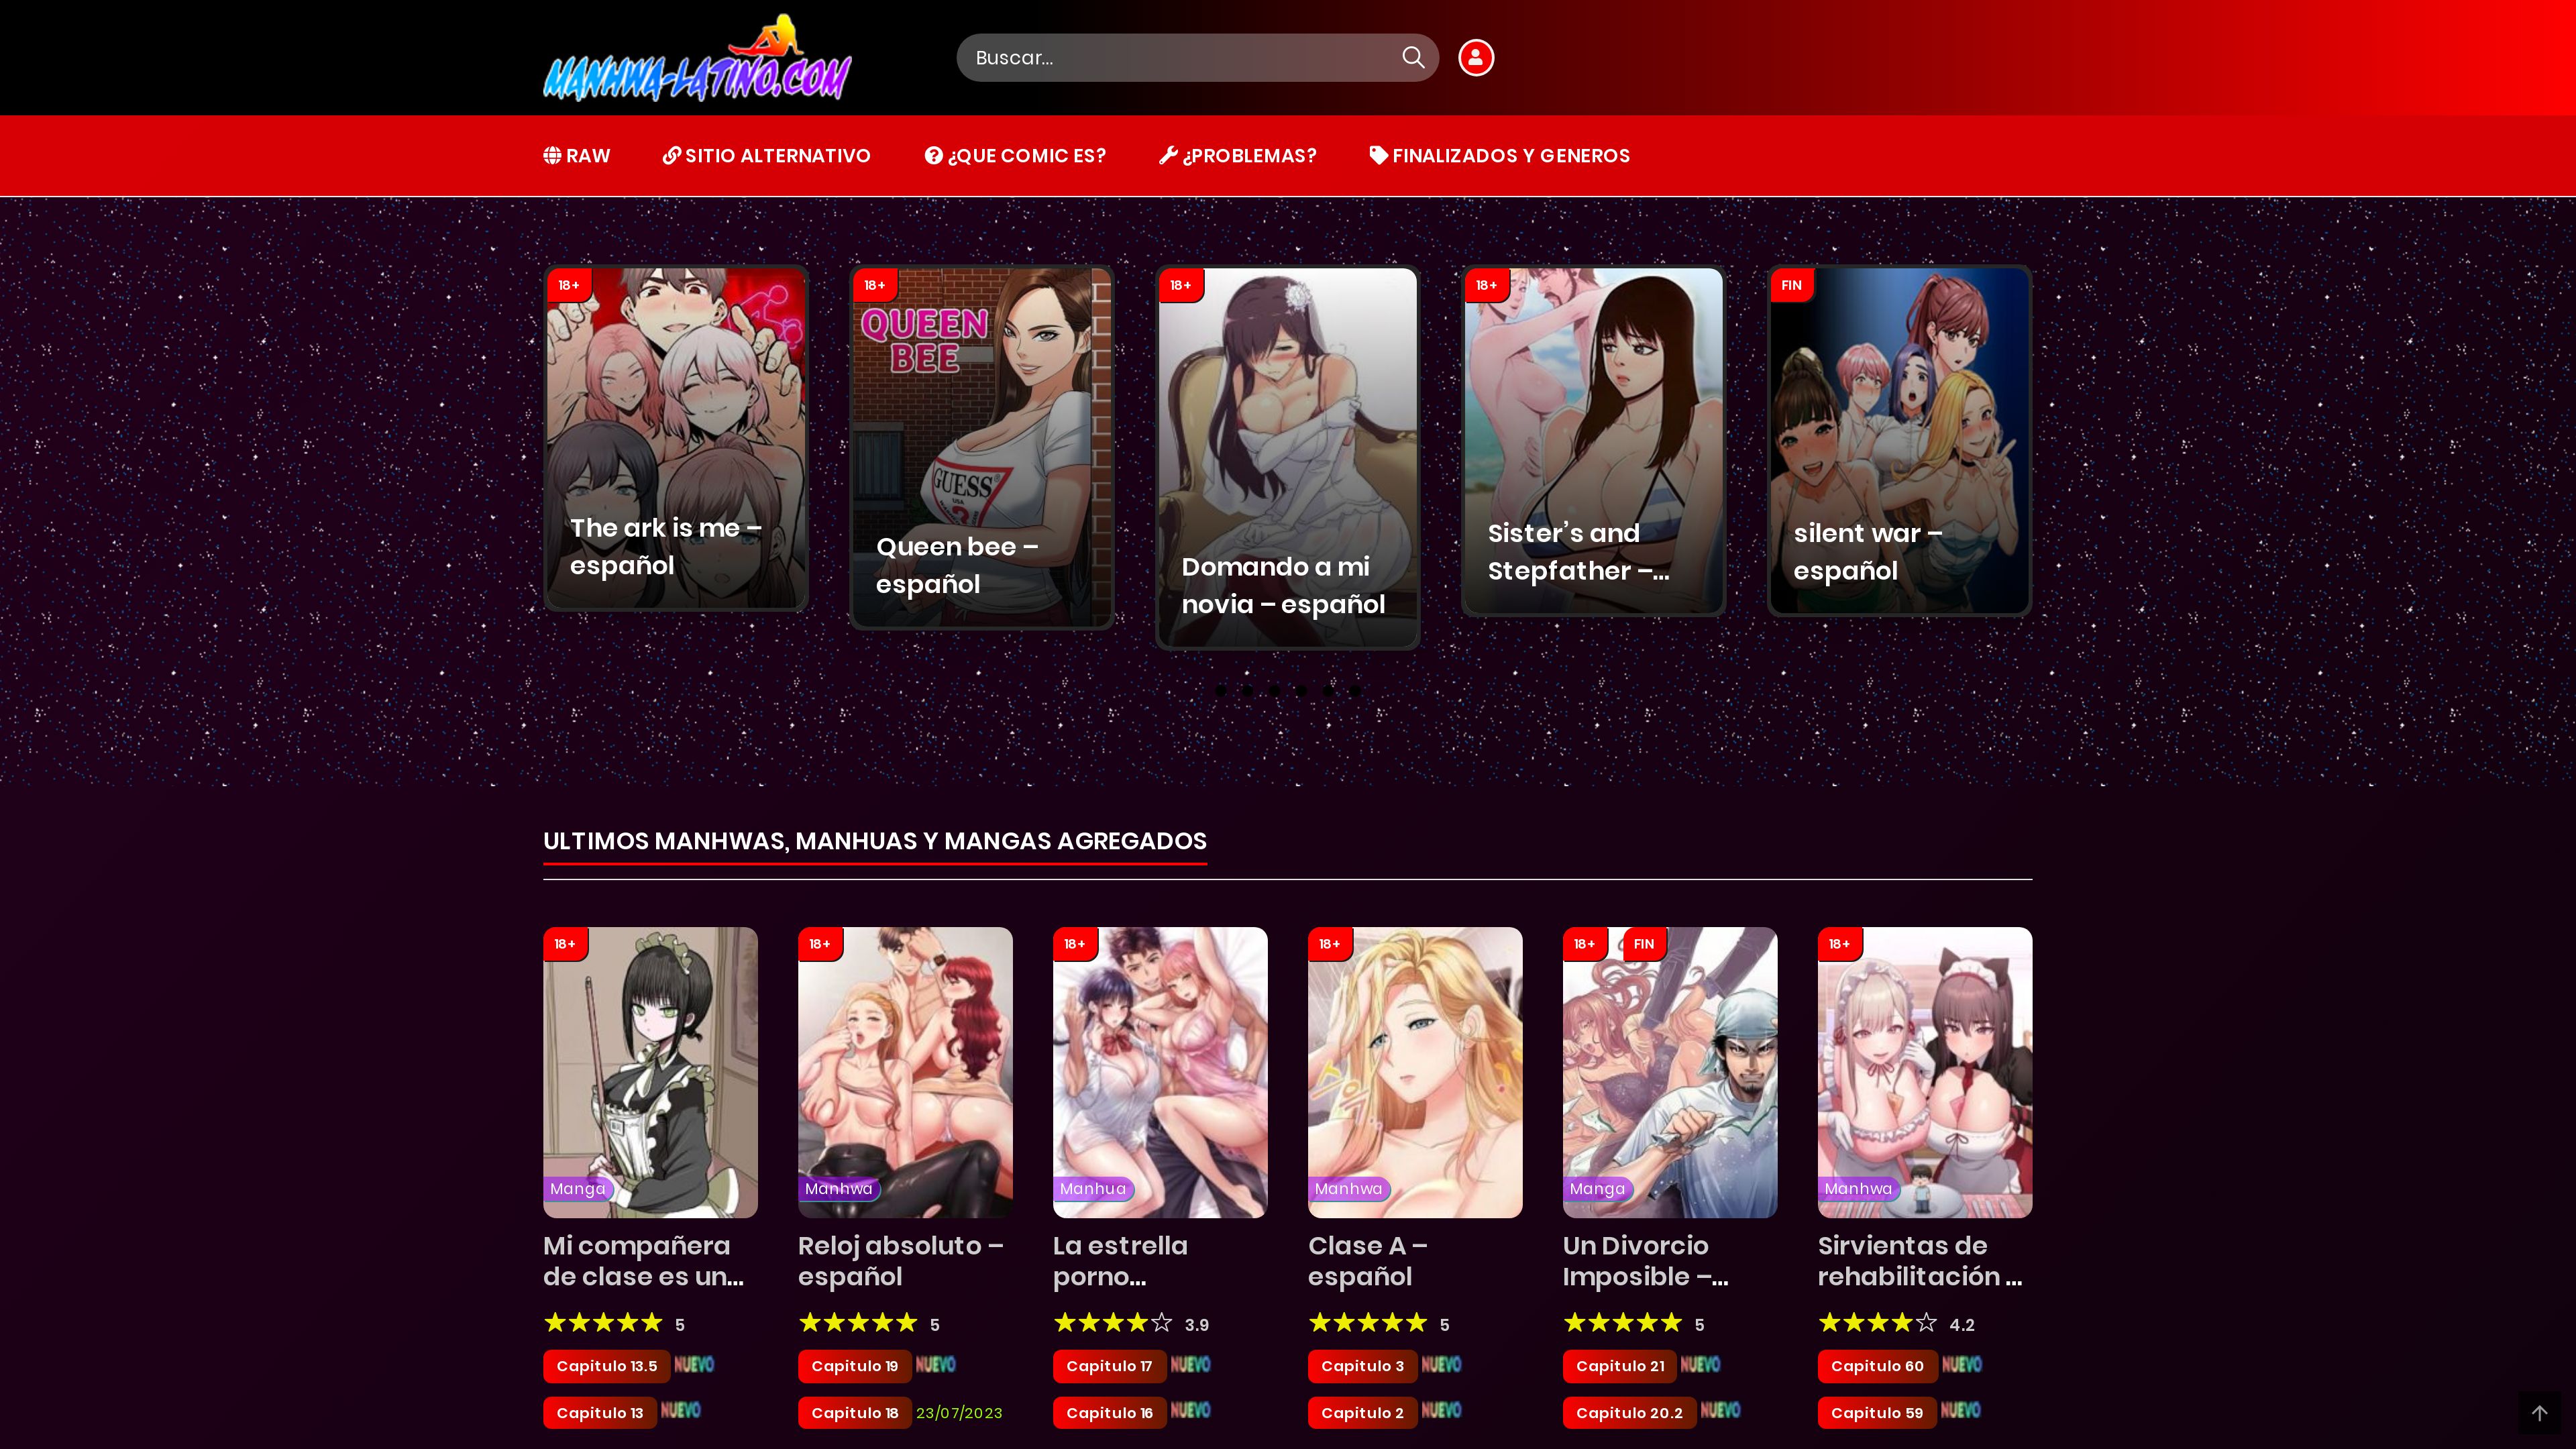 MANHWA-LATINO.COM
Buscar...
RAW
SITIO ALTERNATIVO
¿QUE COMIC ES?
¿PROBLEMAS?
FINALIZADOS Y GENEROS
18+
The ark is me –
español
18+
QUEEN
BEE
GUESS
USA
?
Queen bee –
español
18+
Domando a mi
novia – español
18+
Sister's and
Stepfather –...
FIN
silent war –
español
ULTIMOS MANHWAS, MANHUAS Y MANGAS AGREGADOS
18+
Manga
Mi compañera
de clase es un...
5
Capitulo 13.5 NUEVO
Capitulo 13 NUEVO
18+
Manhwa
Reloj absoluto –
español
5
Capitulo 19 NUEVO
Capitulo 18 23/07/2023
18+
Manhua
La estrella
porno...
3.9
Capitulo 17 NUEVO
Capitulo 16 NUEVO
18+
Manhwa
Clase A –
español
5
Capitulo 3 NUEVO
Capitulo 2 NUEVO
18+ FIN
Manga
Un Divorcio
Imposible –...
5
Capitulo 21 NUEVO
Capitulo 20.2 NUEVO
18+
Manhwa
Sirvientas de
rehabilitación ...
4.2
Capitulo 60 NUEVO
Capitulo 59 NUEVO